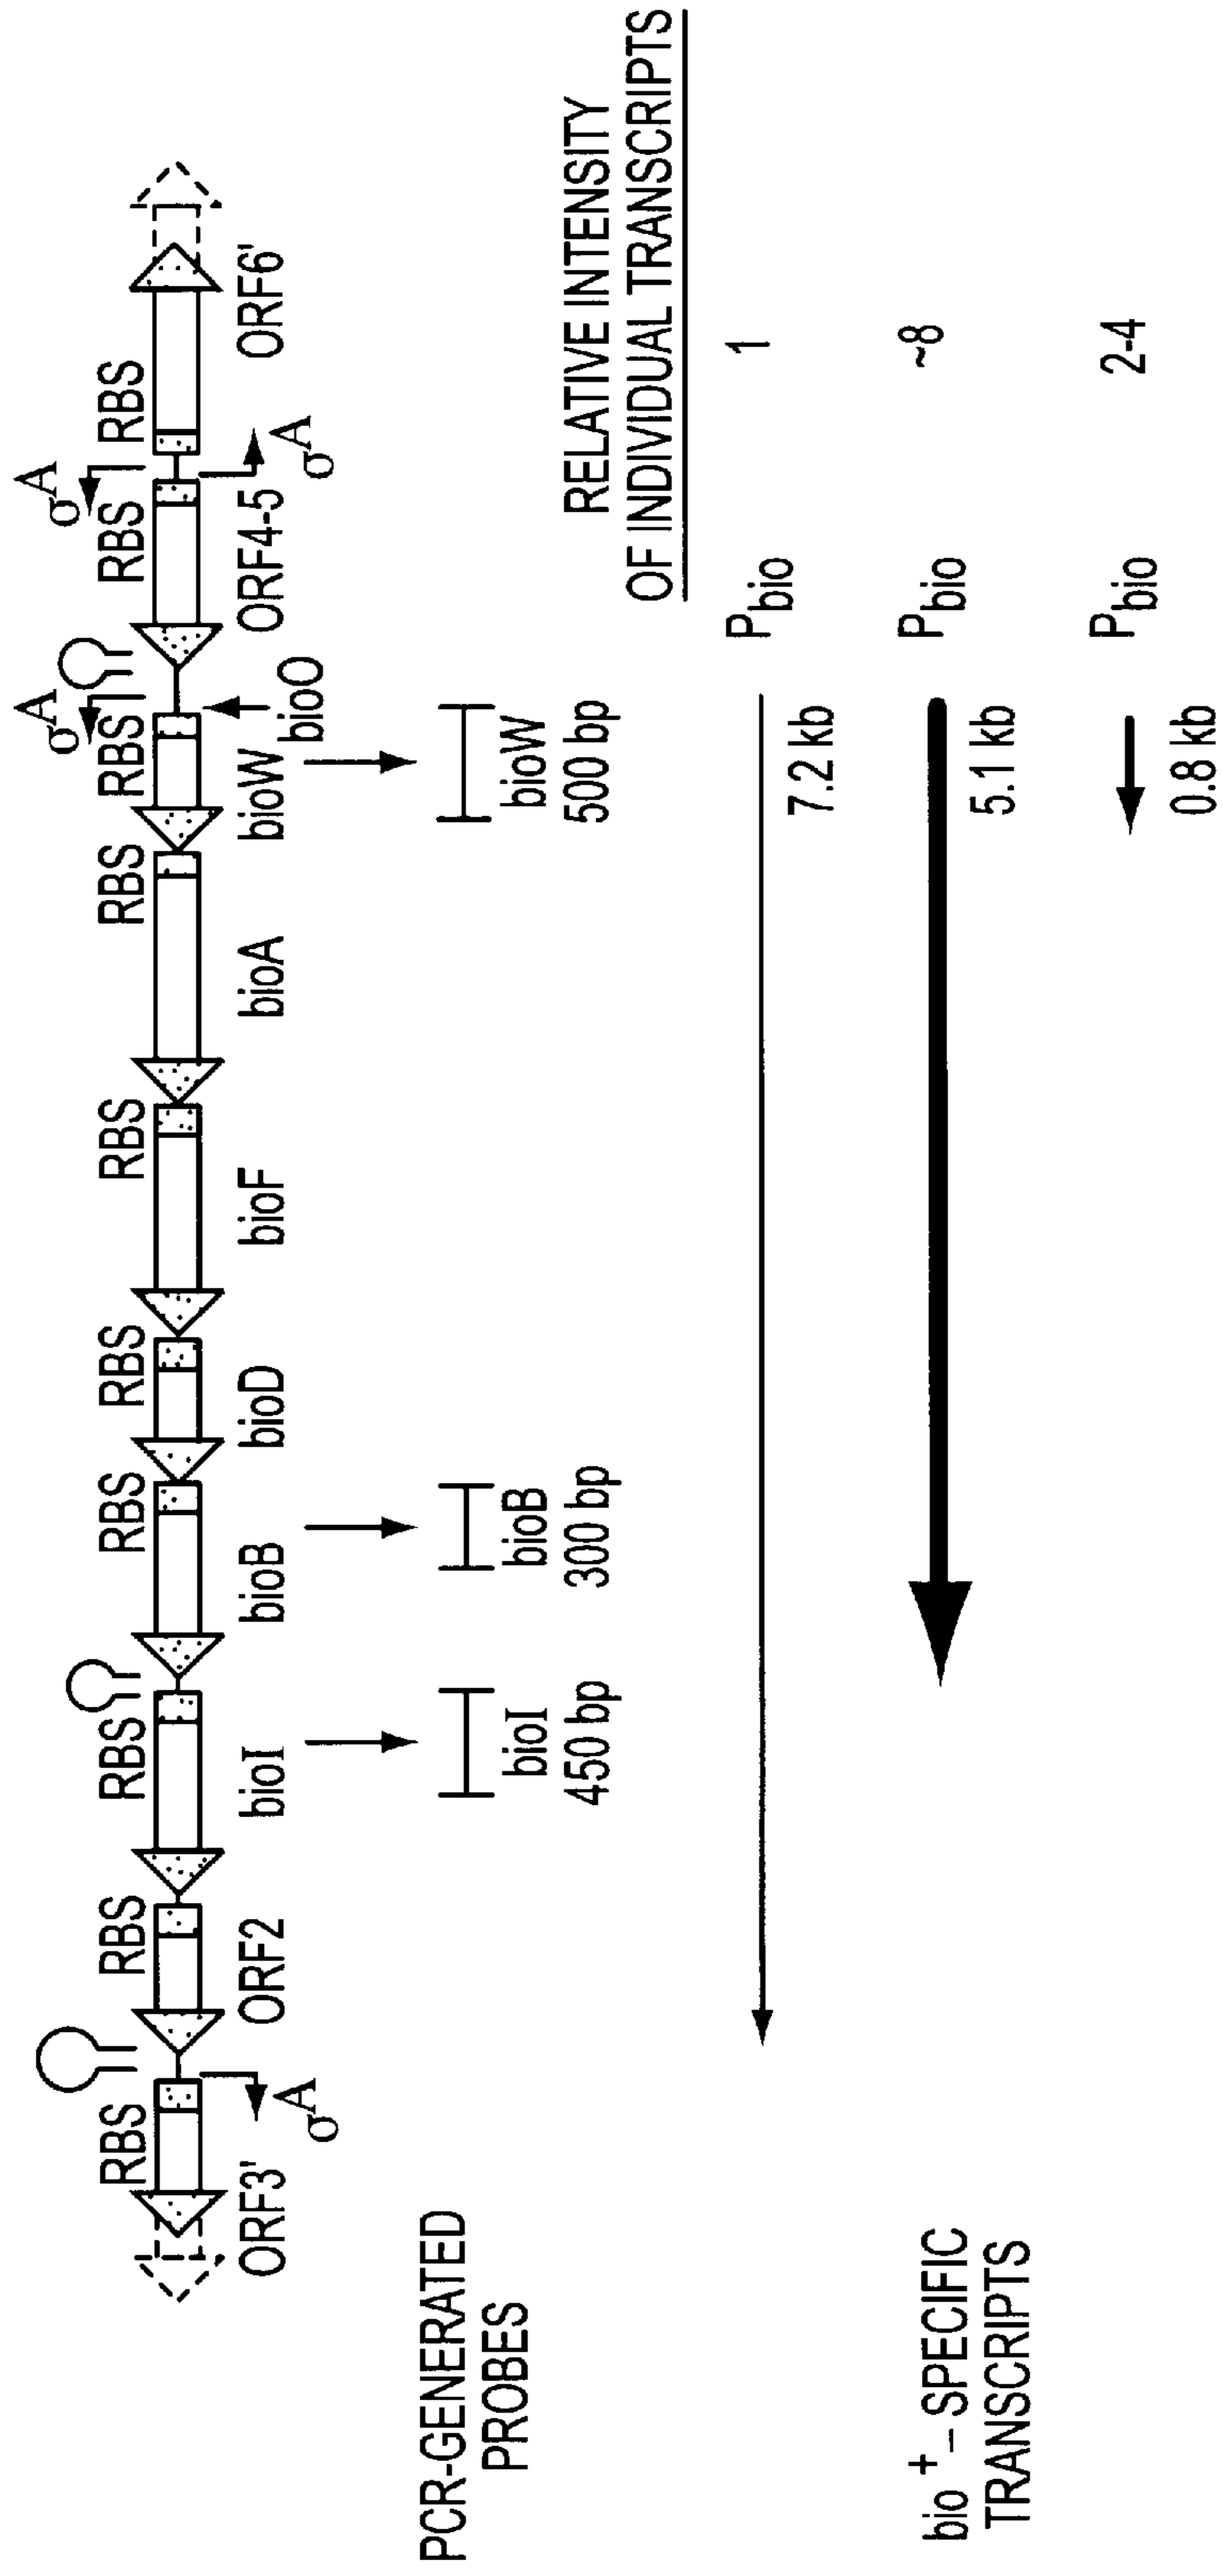 σA σA
RBS RBS RBS RBS RBS RBS RBS RBS RBS RBS
ORF3' ORF2 bioI bioB bioD bioF bioA bioW bioO ORF4-5 ORF6'
σA σA
PCR-GENERATED
PROBES
bioI bioB bioW
450 bp 300 bp 500 bp
RELATIVE INTENSITY
OF INDIVIDUAL TRANSCRIPTS
Pbio 1
7.2 kb
bio+-SPECIFIC
TRANSCRIPTS
Pbio ~8
5.1 kb
Pbio 2-4
0.8 kb